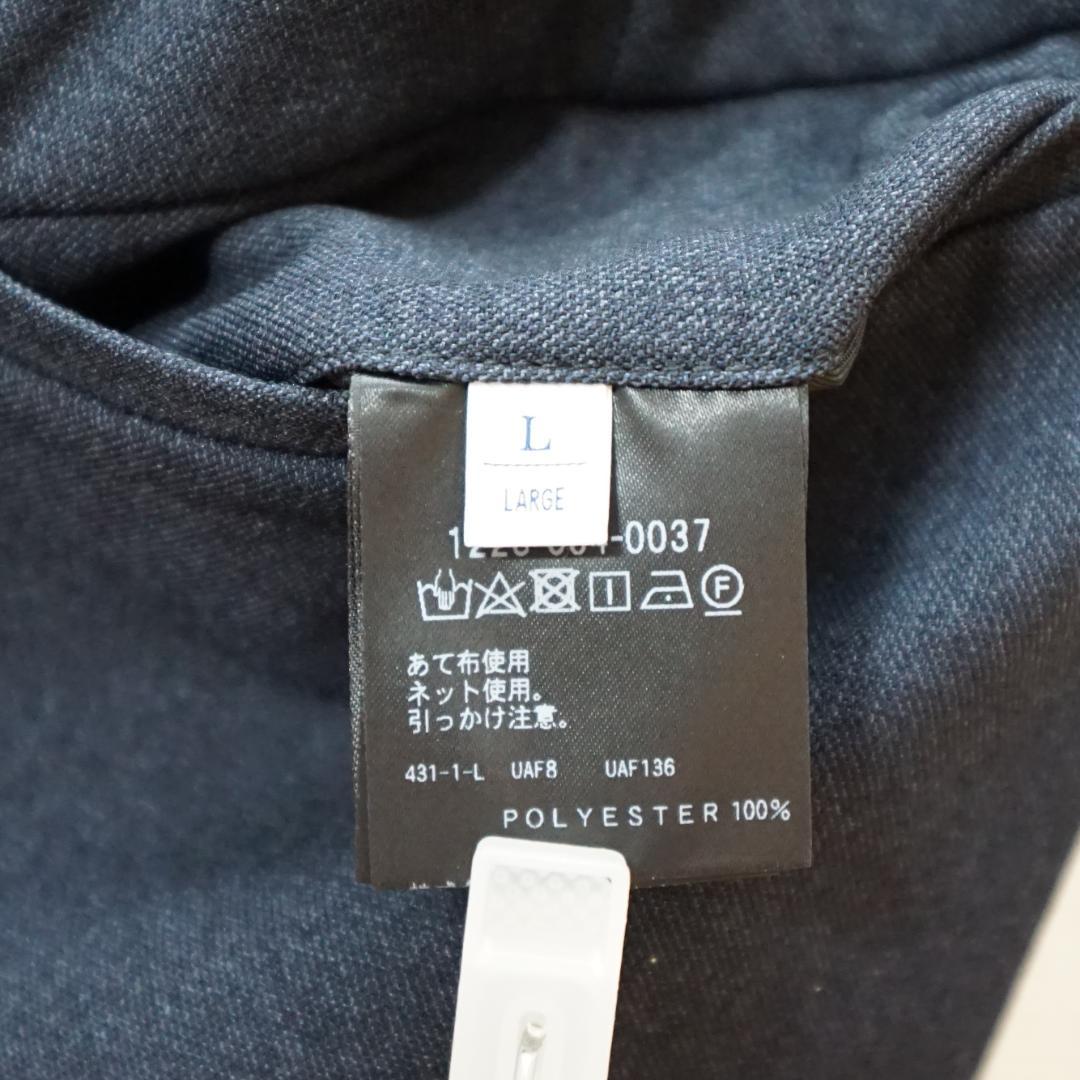 L
LARGE
-0037
F
あて布使用
ネット使用。
引っかけ注意。
431-1-L UAF8 UAF136
POLYESTER 100%